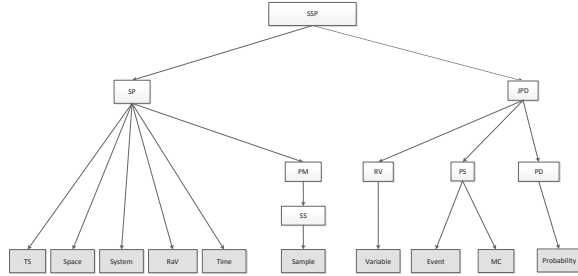 SSP
SP
JPD
PM
RV
PS
PD
SS
TS
Space
System
RaV
Time
Sample
Variable
Event
MC
Probability